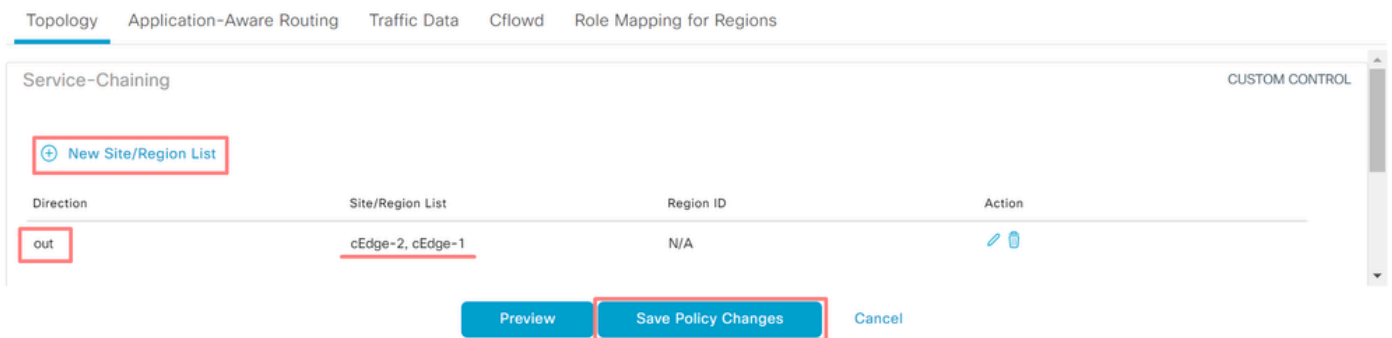 Topology Application-Aware Routing Traffic Data Cflowd Role Mapping for Regions
Service-Chaining CUSTOM CONTROL
New Site/Region List
Direction Site/Region List Region ID Action
out cEdge-2, cEdge-1 N/A
Preview Save Policy Changes Cancel